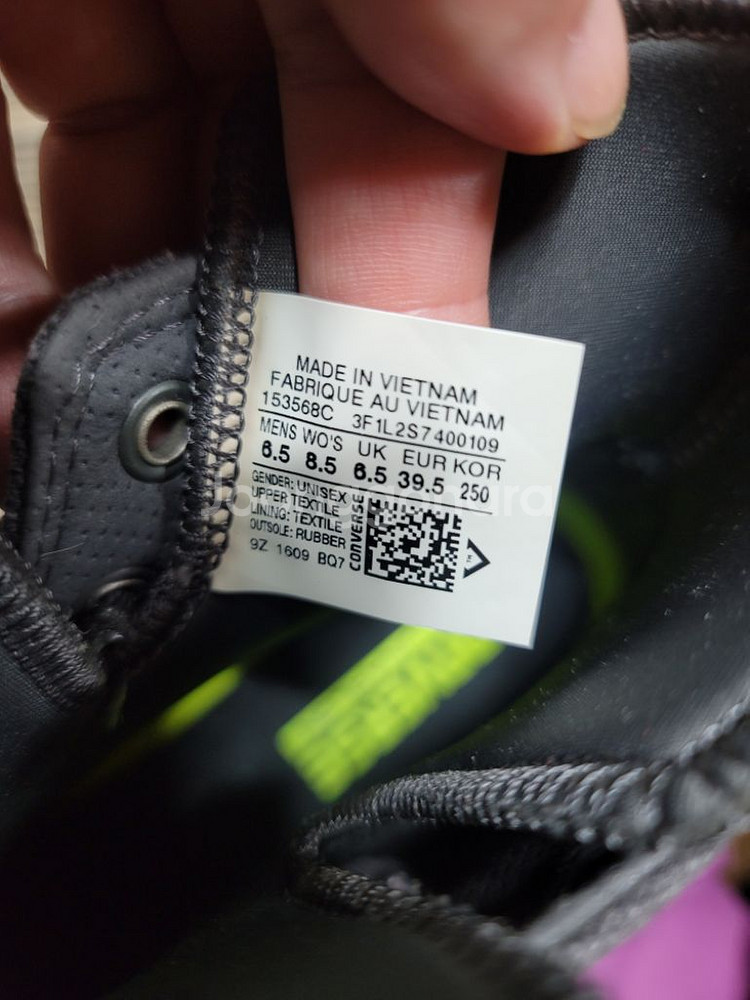 MADE IN VIETNAM
FABRIQUE AU VIETNAM
153568C 3F1L2S7400109
MENS WO'S UK EUR KOR
6.5 8.5 6.5 39.5 250
GENDER: UNISEX
UPPER TEXTILE
LINING: TEXTILE
OUTSOLE: RUBBER
9Z 1609 BQ7
CONVERSE